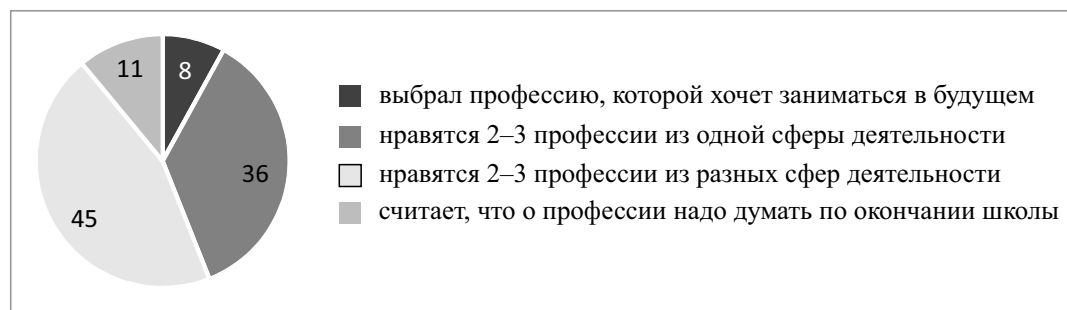 11
8
36
45
выбрал профессию, которой хочет заниматься в будущем
нравятся 2–3 профессии из одной сферы деятельности
нравятся 2–3 профессии из разных сфер деятельности
считает, что о профессии надо думать по окончании школы